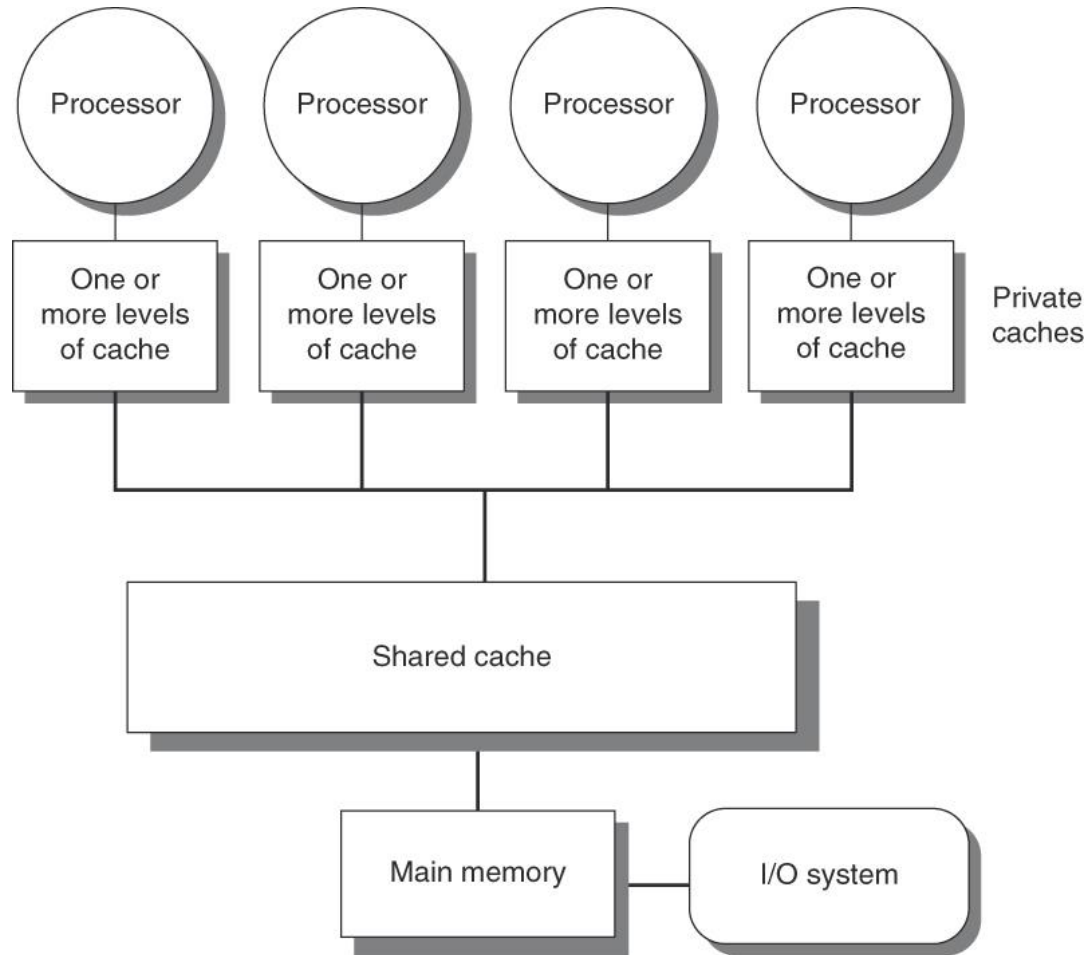 Processor
Processor
Processor
Processor
One or
more levels
of cache
One or
more levels
of cache
One or
more levels
of cache
One or
more levels
of cache
Private
caches
Shared cache
Main memory
I/O system